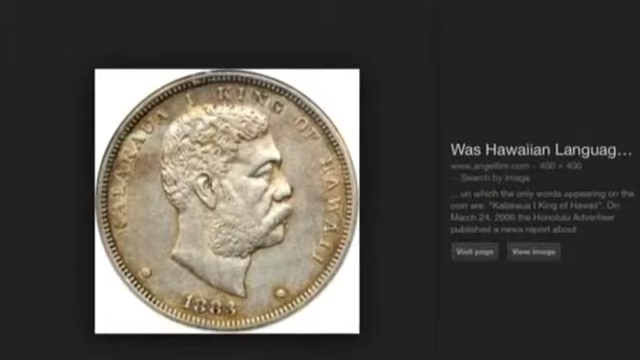 KALAKAUA I KING OF HAWAII
1883
Was Hawaiian Languag...
www.angelfire.com - 400 × 400
Search by image
... on which the only words appearing on the
coin are: "Kalakaua I King of Hawaii". On
March 24, 2006 the Honolulu Advertiser
published a news report about
Visit page
View image